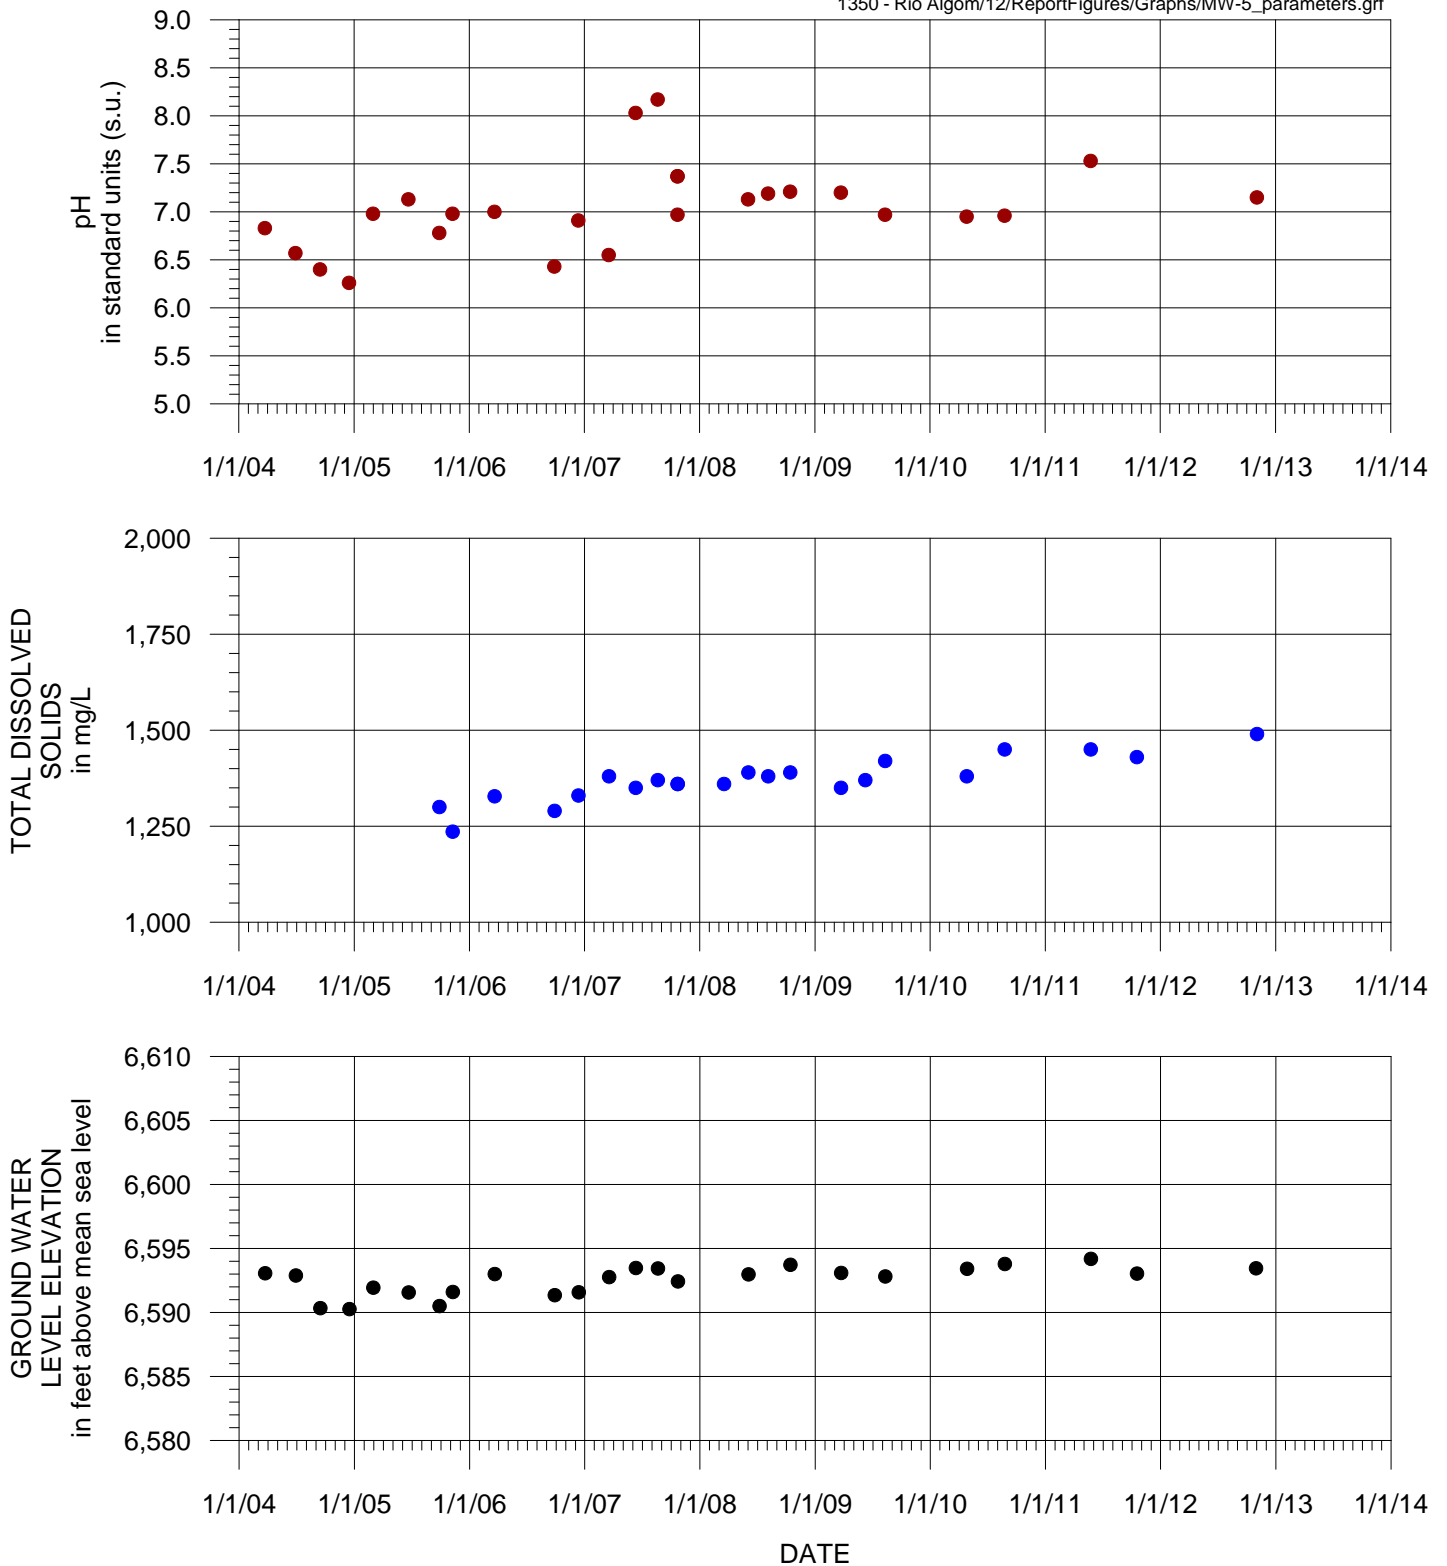 1350 - Rio Algom/12/ReportFigures/Graphs/MW-5_parameters.grf
pH
in standard units (s.u.)
9.0
8.5
8.0
7.5
7.0
6.5
6.0
5.5
5.0
1/1/04 1/1/05 1/1/06 1/1/07 1/1/08 1/1/09 1/1/10 1/1/11 1/1/12 1/1/13 1/1/14
TOTAL DISSOLVED
SOLIDS
in mg/L
2,000
1,750
1,500
1,250
1,000
1/1/04 1/1/05 1/1/06 1/1/07 1/1/08 1/1/09 1/1/10 1/1/11 1/1/12 1/1/13 1/1/14
GROUND WATER
LEVEL ELEVATION
in feet above mean sea level
6,610
6,605
6,600
6,595
6,590
6,585
6,580
1/1/04 1/1/05 1/1/06 1/1/07 1/1/08 1/1/09 1/1/10 1/1/11 1/1/12 1/1/13 1/1/14
DATE